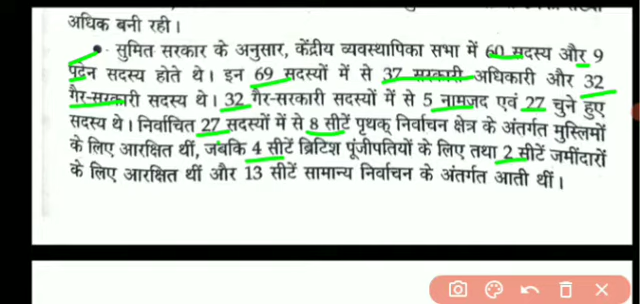 अधिक बनी रही।
• सुमित सरकार के अनुसार, केंद्रीय व्यवस्थापिका सभा में 60 सदस्य और 9
पदेन सदस्य होते थे। इन 69 सदस्यों में से 37 सरकारी अधिकारी और 32
गैर-सरकारी सदस्य थे। 32 गैर-सरकारी सदस्यों में से 5 नामजद एवं 27 चुने हुए
सदस्य थे। निर्वाचित 27 सदस्यों में से 8 सीटें पृथक् निर्वाचन क्षेत्र के अंतर्गत मुस्लिमों
के लिए आरक्षित थीं, जबकि 4 सीटें ब्रिटिश पूंजीपतियों के लिए तथा 2 सीटें जमींदारों
के लिए आरक्षित थीं और 13 सीटें सामान्य निर्वाचन के अंतर्गत आती थीं।